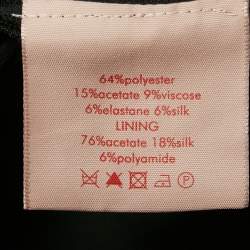 64%polyester
15%acetate 9%viscose
6%elastane 6%silk
LINING
76%acetate 18%silk
6%polyamide
P